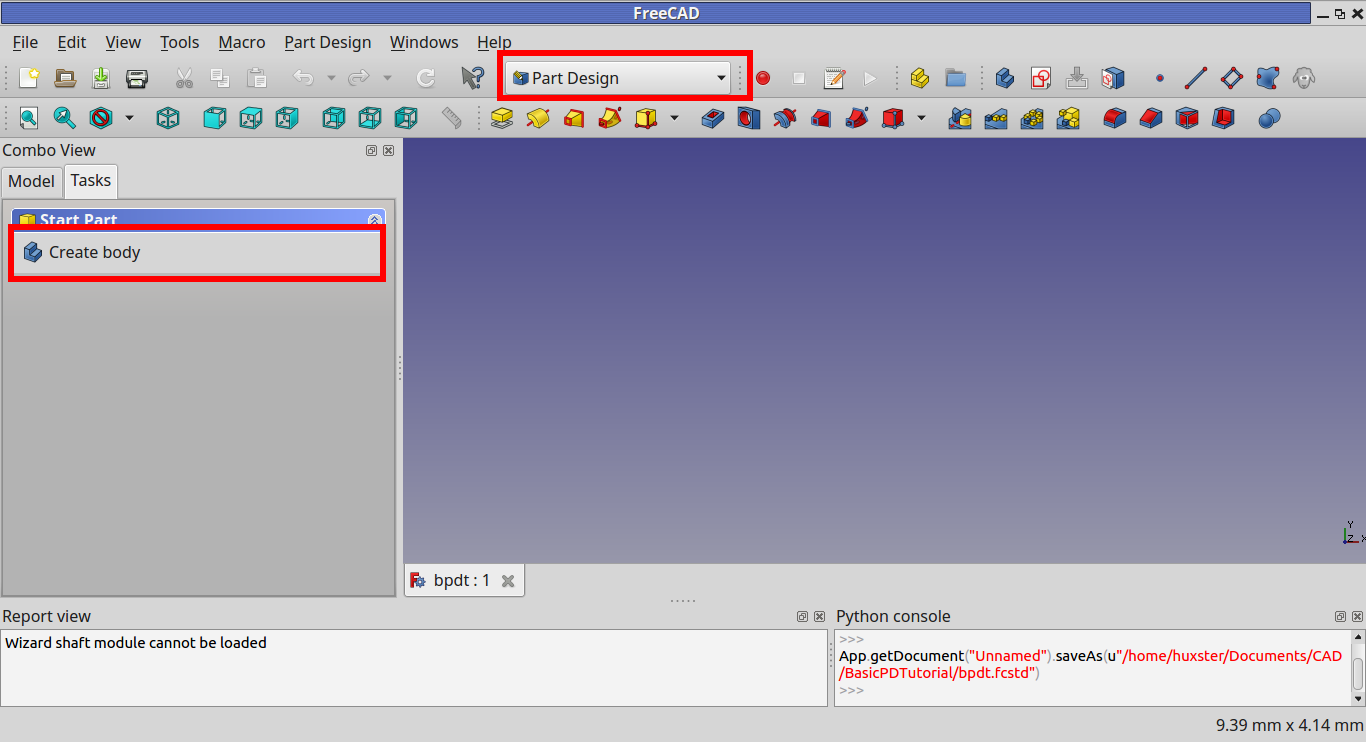 FreeCAD
File Edit View Tools Macro Part Design Windows Help
Part Design
Combo View
Model Tasks
Start Part
Create body
Y
Z X
bpdt : 1
Report view
Wizard shaft module cannot be loaded
Python console
>>>
App.getDocument("Unnamed").saveAs(u"/home/huxster/Documents/CAD
/BasicPDTutorial/bpdt.fcstd")
>>>
9.39 mm x 4.14 mm